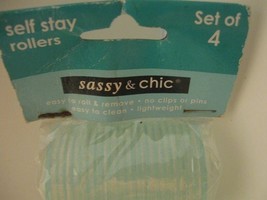 self stay
rollers
Set of
4
sassy & chic®
easy to roll & remove • no clips or pins
easy to clean • lightweight